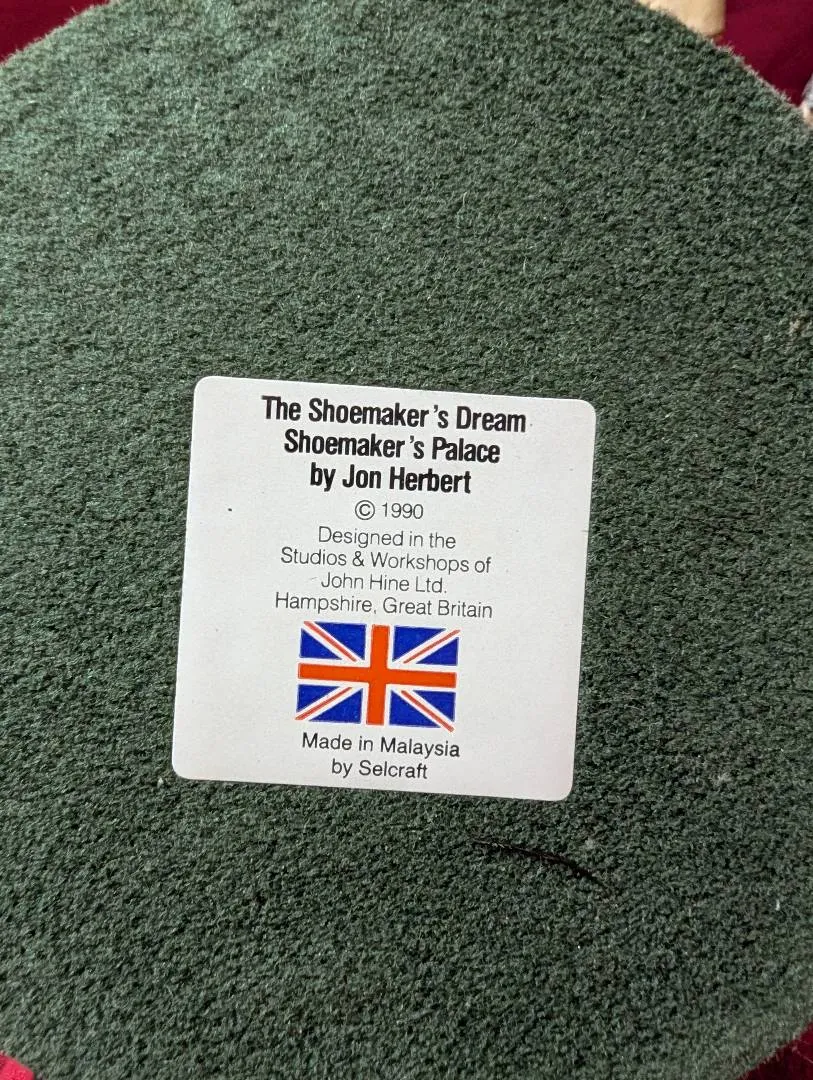 The Shoemaker's Dream
Shoemaker's Palace
by Jon Herbert
© 1990
Designed in the
Studios & Workshops of
John Hine Ltd.
Hampshire, Great Britain
Made in Malaysia
by Selcraft